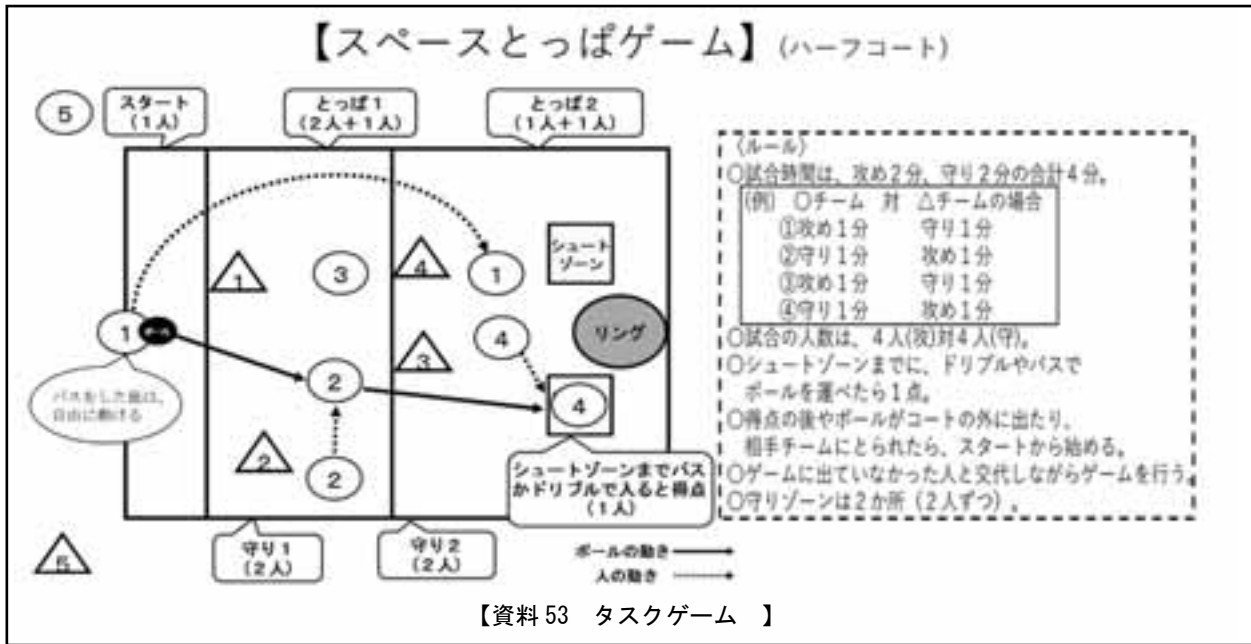 【スペースとっぱゲーム】(ハーフコート)
5
スタート
(1人)
とっぱ1
(2人+1人)
とっぱ2
(1人+1人)
1
3
4
1
シュート
ゾーン
1
2
3
4
リング
4
パスをした後は、
自由に動ける
2
2
シュートゾーンまでパス
かドリブルで入ると得点
(1人)
5
守り1
(2人)
守り2
(2人)
ボールの動き
人の動き
〈ルール〉
○試合時間は、攻め2分、守り2分の合計4分。
(例) ○チーム 対 △チームの場合
①攻め1分 守り1分
②守り1分 攻め1分
③攻め1分 守り1分
④守り1分 攻め1分
○試合の人数は、4人(攻)対4人(守)。
○シュートゾーンまでに、ドリブルやパスで
ボールを運べたら1点。
○得点の後やボールがコートの外に出たり、
相手チームにとられたら、スタートから始める。
○ゲームに出ていなかった人と交代しながらゲームを行う。
○守りゾーンは2か所(2人ずつ)。
【資料53 タスクゲーム 】